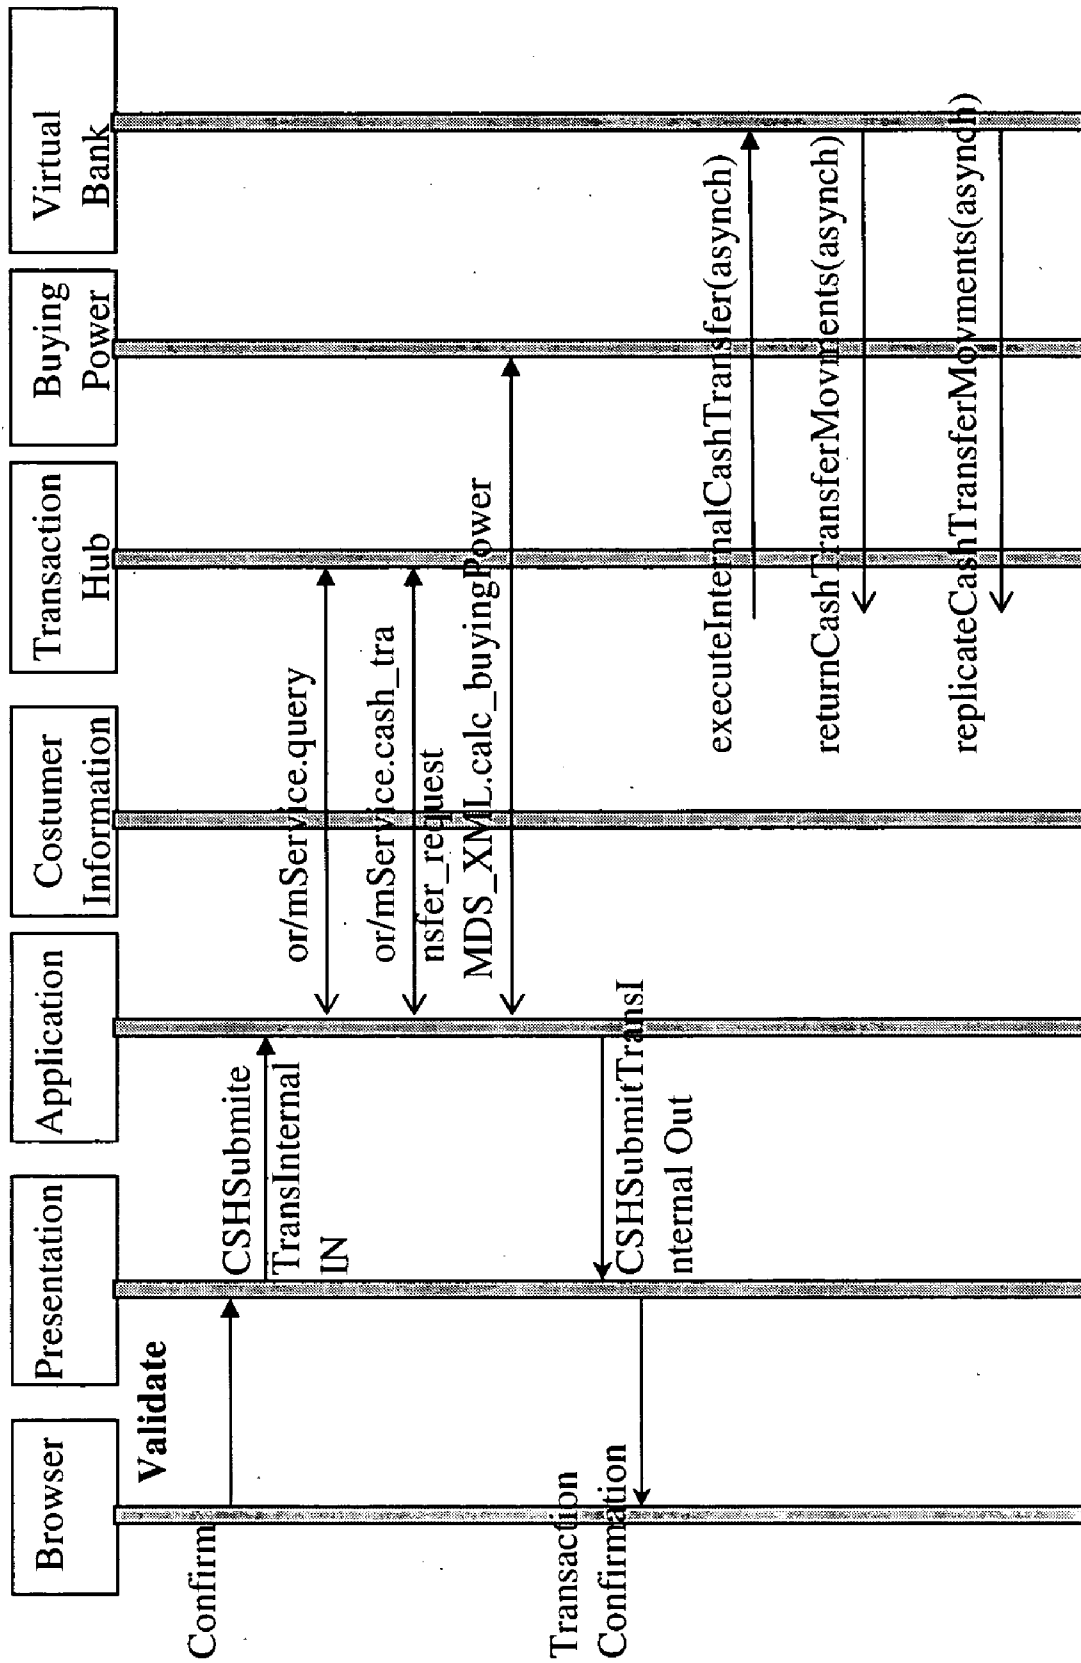 Browser
Presentation
Application
Costumer
Information
Transaction
Hub
Buying
Power
Virtual
Bank
Validate
Confirm
CSHSubmite
TransInternal
IN
or/mService.query
or/mService.cash_tra
nsfer_request
MDS_XML.calc_buyingPower
Transaction
Confirmation
CSHSubmitTransI
nternal Out
executeInternalCashTransfer(asynch)
returnCashTransferMovments(asynch)
replicateCashTransferMovments(asynch)